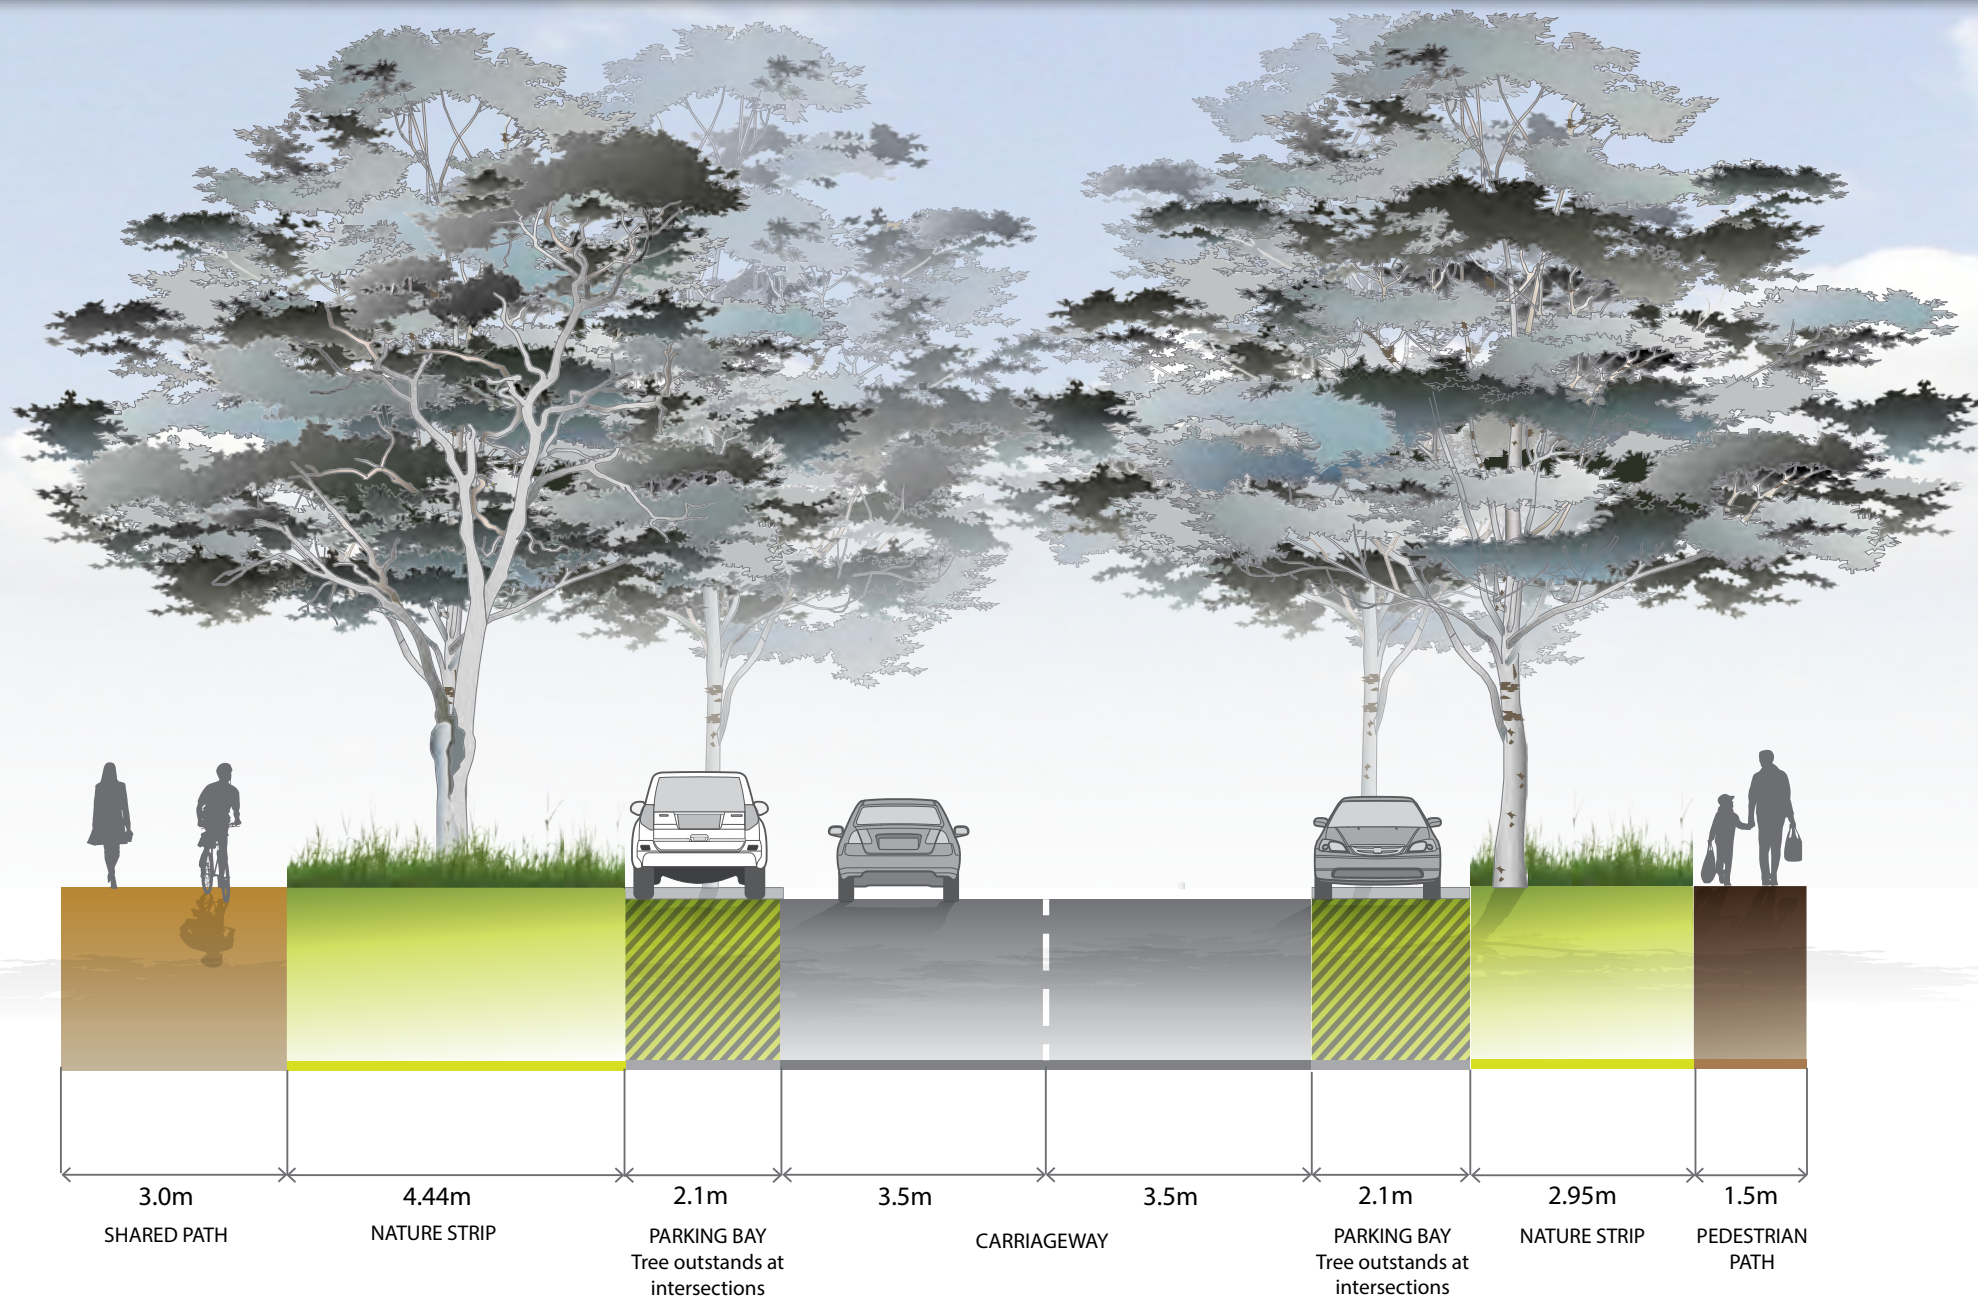 3.0m
4.44m
2.1m
3.5m
3.5m
2.1m
2.95m
1.5m
SHARED PATH
NATURE STRIP
PARKING BAY
Tree outstands at
intersections
CARRIAGEWAY
PARKING BAY
Tree outstands at
intersections
NATURE STRIP
PEDESTRIAN
PATH